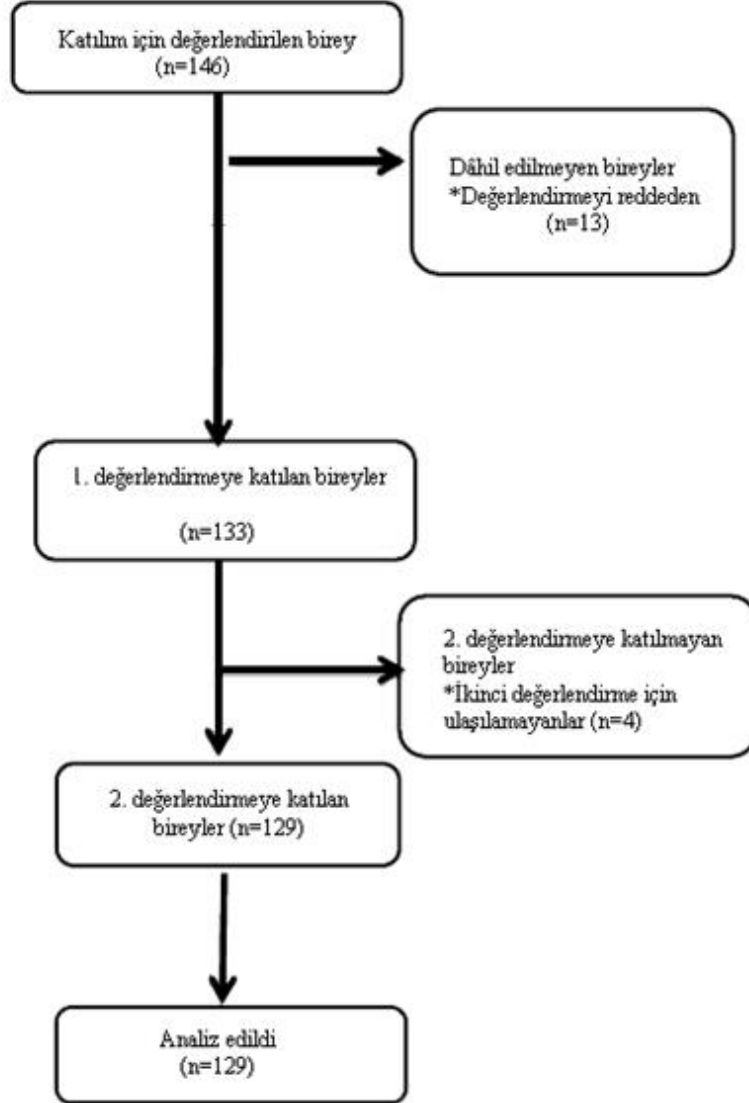 Katılım için değerlendirilen birey
(n=146)
Dâhil edilmeyen bireyler
*Değerlendirmeyi reddeden
(n=13)
1. değerlendirmeye katılan bireyler
(n=133)
2. değerlendirmeye katılmayan
bireyler
*İkinci değerlendirme için
ulaşılamayanlar (n=4)
2. değerlendirmeye katılan
bireyler (n=129)
Analiz edildi
(n=129)